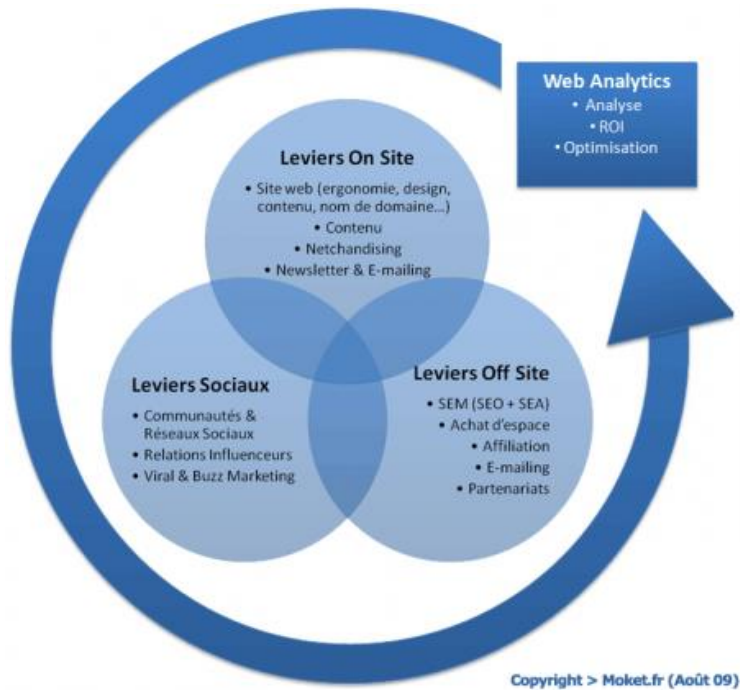 Web Analytics
• Analyse
• ROI
• Optimisation
Leviers On Site
• Site web (ergonomie, design,
contenu, nom de domaine...)
• Contenu
• Netchandising
• Newsletter & E-mailing
Leviers Sociaux
• Communautés &
Réseaux Sociaux
• Relations Influenceurs
• Viral & Buzz Marketing
Leviers Off Site
• SEM (SEO + SEA)
• Achat d'espace
• Affiliation
• E-mailing
• Partenariats
Copyright > Moket.fr (Août 09)